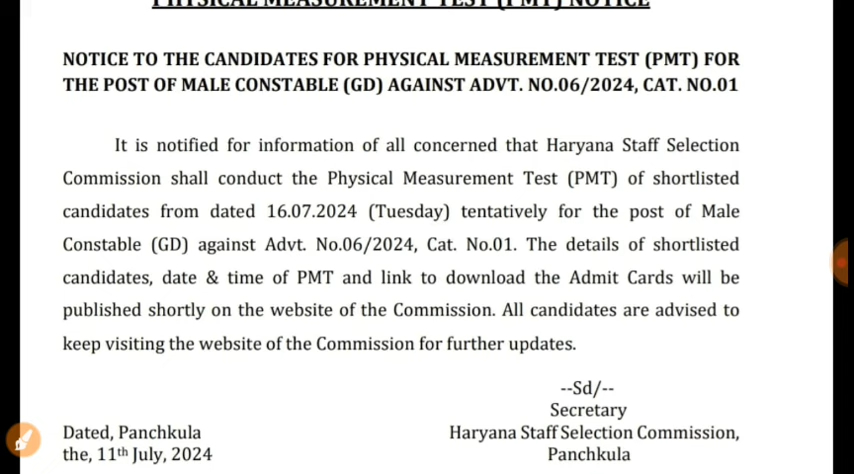 PHYSICAL MEASUREMENT TEST (PMT) NOTICE
NOTICE TO THE CANDIDATES FOR PHYSICAL MEASUREMENT TEST (PMT) FOR
THE POST OF MALE CONSTABLE (GD) AGAINST ADVT. NO.06/2024, CAT. NO.01
It is notified for information of all concerned that Haryana Staff Selection
Commission shall conduct the Physical Measurement Test (PMT) of shortlisted
candidates from dated 16.07.2024 (Tuesday) tentatively for the post of Male
Constable (GD) against Advt. No.06/2024, Cat. No.01. The details of shortlisted
candidates, date & time of PMT and link to download the Admit Cards will be
published shortly on the website of the Commission. All candidates are advised to
keep visiting the website of the Commission for further updates.
--Sd/--
Secretary
Haryana Staff Selection Commission,
Panchkula
Dated, Panchkula
the, 11th July, 2024